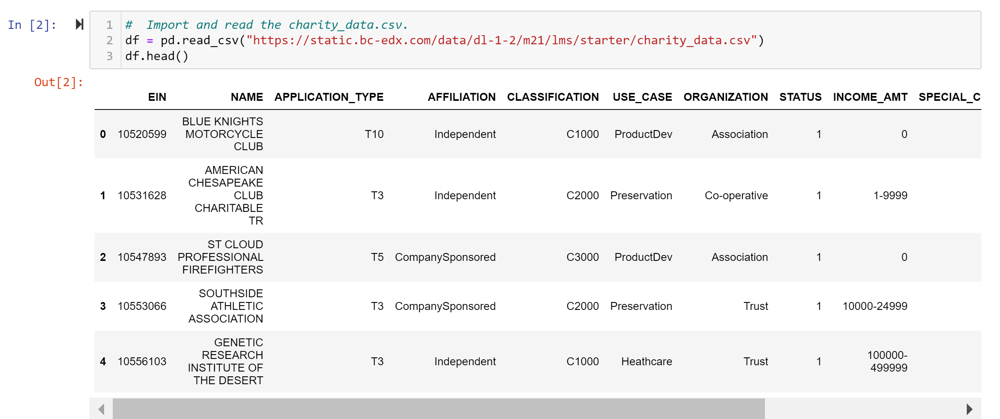 In [2]:
1 #  Import and read the charity_data.csv.
2 df = pd.read_csv("https://static.bc-edx.com/data/dl-1-2/m21/lms/starter/charity_data.csv")
3 df.head()
Out[2]:
EIN NAME APPLICATION_TYPE AFFILIATION CLASSIFICATION USE_CASE ORGANIZATION STATUS INCOME_AMT SPECIAL_C
0 10520599 BLUE KNIGHTS MOTORCYCLE CLUB T10 Independent C1000 ProductDev Association 1 0
1 10531628 AMERICAN CHESAPEAKE CLUB CHARITABLE TR T3 Independent C2000 Preservation Co-operative 1 1-9999
2 10547893 ST CLOUD PROFESSIONAL FIREFIGHTERS T5 CompanySponsored C3000 ProductDev Association 1 0
3 10553066 SOUTHSIDE ATHLETIC ASSOCIATION T3 CompanySponsored C2000 Preservation Trust 1 10000-24999
4 10556103 GENETIC RESEARCH INSTITUTE OF THE DESERT T3 Independent C1000 Heathcare Trust 1 100000-499999